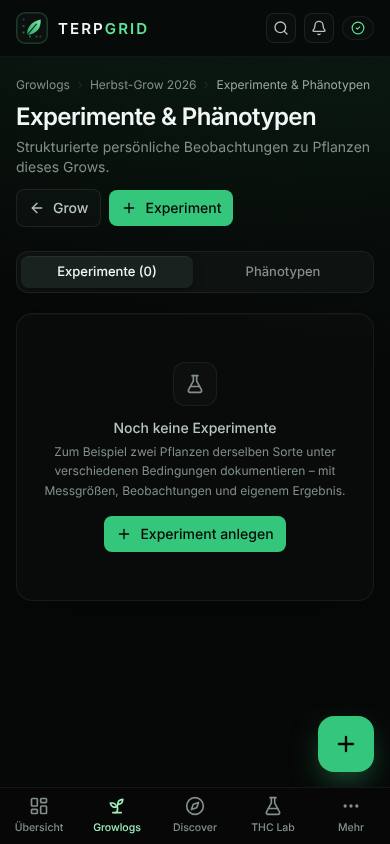 TERPGRID
Growlogs › Herbst-Grow 2026 › Experimente & Phänotypen
Experimente & Phänotypen
Strukturierte persönliche Beobachtungen zu Pflanzen
dieses Grows.
Grow
Experiment
Experimente (0)
Phänotypen
Noch keine Experimente
Zum Beispiel zwei Pflanzen derselben Sorte unter
verschiedenen Bedingungen dokumentieren – mit
Messgrößen, Beobachtungen und eigenem Ergebnis.
Experiment anlegen
Übersicht
Growlogs
Discover
THC Lab
Mehr